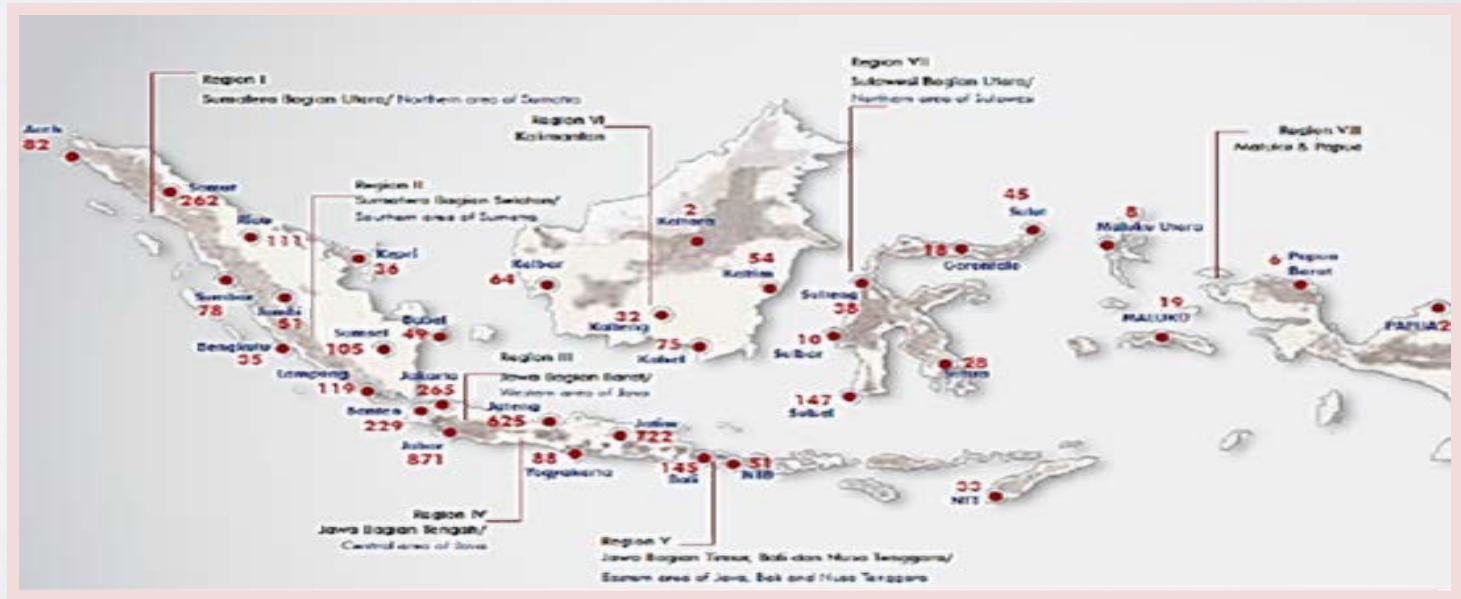 Region I
Sumatera Bagian Utara/ Northern area of Sumatra
Aceh
82
Sumut
262
Riau
111
Kepri
36
Region II
Sumatera Bagian Selatan/
Southern area of Sumatra
Sumbar
78
Jambi
51
Bengkulu
35
Sumsel
105
Babel
49
Lampung
119
Jakarta
265
Banten
229
Jabar
871
Region III
Jawa Bagian Barat/
Western area of Java
Jateng
625
Jatim
722
88
Yogyakarta
145
Bali
51
NTB
33
NTT
Region IV
Jawa Bagian Tengah/
Central area of Java
Region V
Jawa Bagian Timur, Bali dan Nusa Tenggara/
Eastern area of Java, Bali and Nusa Tenggara
Region VI
Kalimantan
2
Kaltara
64
Kalbar
54
Kaltim
32
Kalteng
75
Kalsel
Region VII
Sulawesi Bagian Utara/
Northern area of Sulawesi
45
Sulut
18
Gorontalo
Sulteng
38
10
Sulbar
28
147
Sulsel
Region VIII
Maluku & Papua
8
Maluku Utara
6
Papua
Barat
19
MALUKU
PAPUA 2